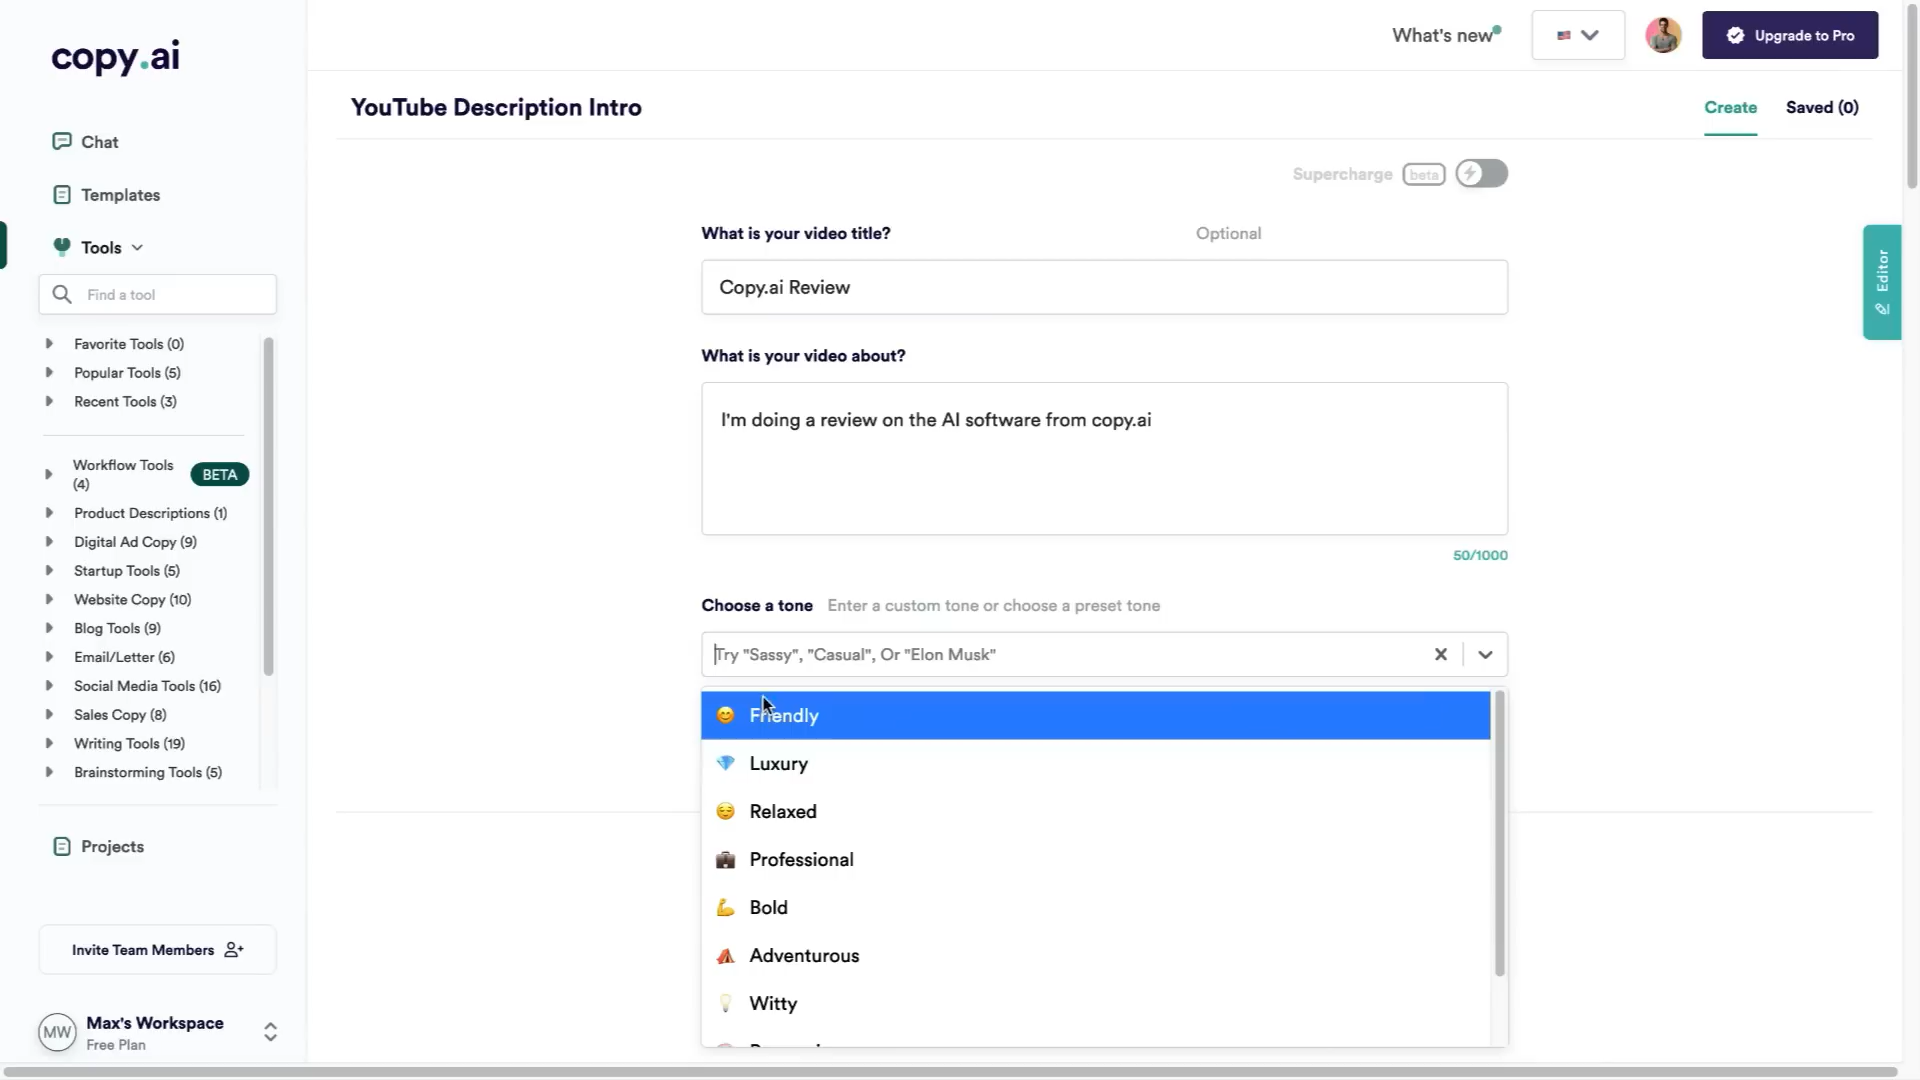 copy.ai
What's new
Upgrade to Pro
YouTube Description Intro
Create
Saved (0)
Chat
Templates
Tools
Find a tool
Favorite Tools (0)
Popular Tools (5)
Recent Tools (3)
Workflow Tools
(4)
BETA
Product Descriptions (1)
Digital Ad Copy (9)
Startup Tools (5)
Website Copy (10)
Blog Tools (9)
Email/Letter (6)
Social Media Tools (16)
Sales Copy (8)
Writing Tools (19)
Brainstorming Tools (5)
Projects
Invite Team Members
MW
Max's Workspace
Free Plan
Supercharge
beta
What is your video title?
Optional
Copy.ai Review
What is your video about?
I'm doing a review on the AI software from copy.ai
50/1000
Choose a tone
Enter a custom tone or choose a preset tone
Try "Sassy", "Casual", Or "Elon Musk"
Friendly
Luxury
Relaxed
Professional
Bold
Adventurous
Witty
Editor